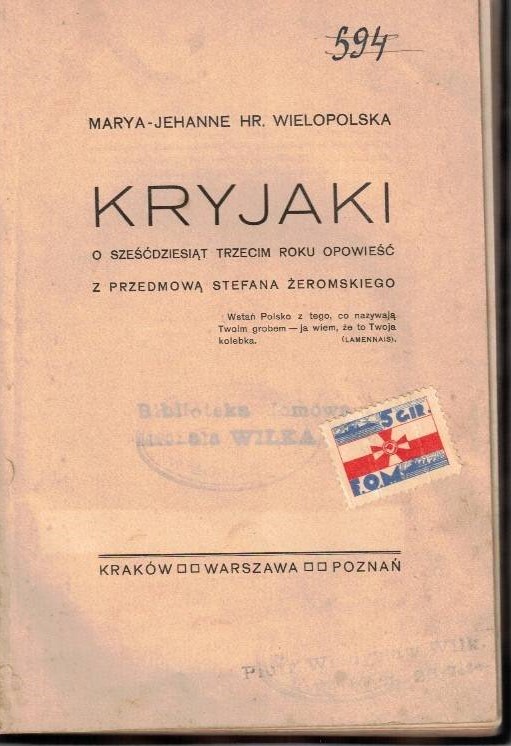 594
MARYA-JEHANNE HR. WIELOPOLSKA
KRYJAKI
O SZEŚĆDZIESIĄT TRZECIM ROKU OPOWIEŚĆ
Z PRZEDMOWĄ STEFANA ŻEROMSKIEGO
Wstań Polsko z tego, co nazywają
Twoim grobem — ja wiem, że to Twoja
kolebka. (LAMENNAIS).
Biblioteka Domowa
WILKA
5 GR.
F.O.M.
KRAKÓW □□ WARSZAWA □□ POZNAŃ